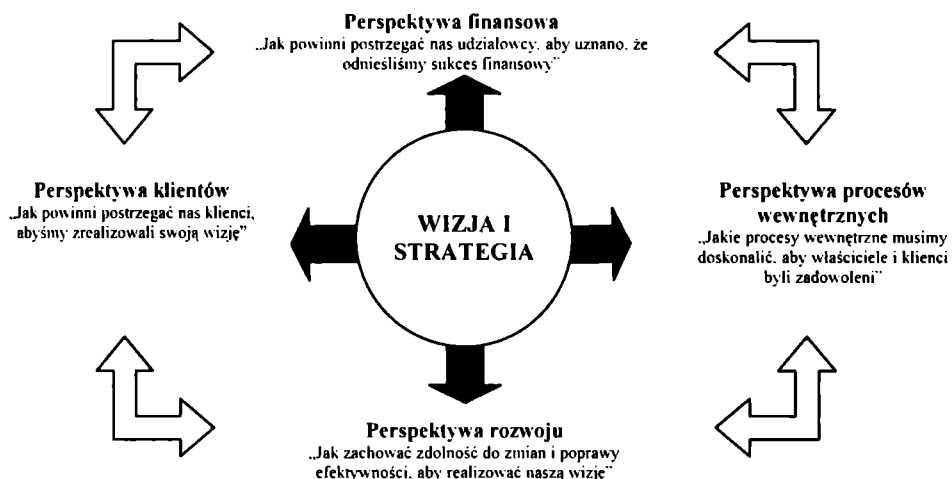 Perspektywa finansowa
„Jak powinni postrzegać nas udziałowcy, aby uznano, że
odnieśliśmy sukces finansowy”
Perspektywa klientów
„Jak powinni postrzegać nas klienci,
abyśmy zrealizowali swoją wizję”
WIZJA I
STRATEGIA
Perspektywa procesów
wewnętrznych
„Jakie procesy wewnętrzne musimy
doskonalić, aby właściciele i klienci
byli zadowoleni”
Perspektywa rozwoju
„Jak zachować zdolność do zmian i poprawy
efektywności, aby realizować naszą wizję”